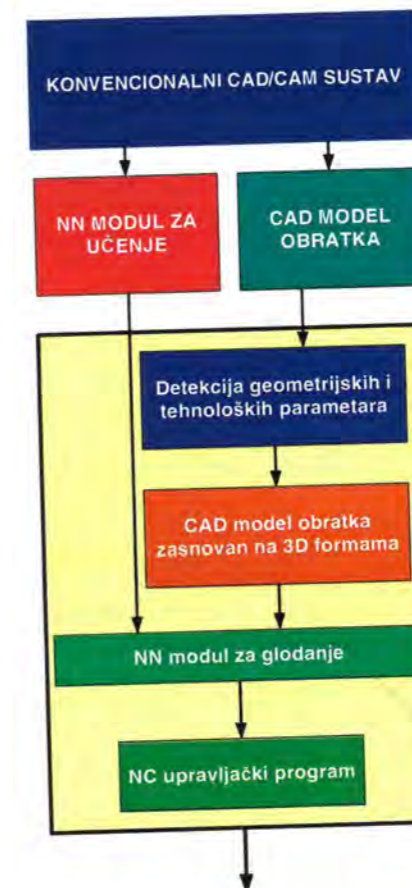 KONVENCIONALNI CAD/CAM SUSTAV
NN MODUL ZA
UČENJE
CAD MODEL
OBRATKA
Detekcija geometrijskih i
tehnoloških parametara
CAD model obratka
zasnovan na 3D formama
NN modul za glodanje
NC upravljački program